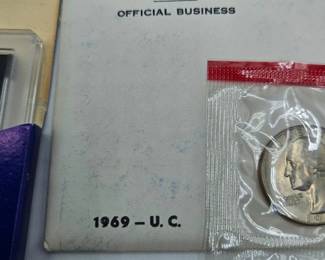 OFFICIAL BUSINESS
1969 – U. C.